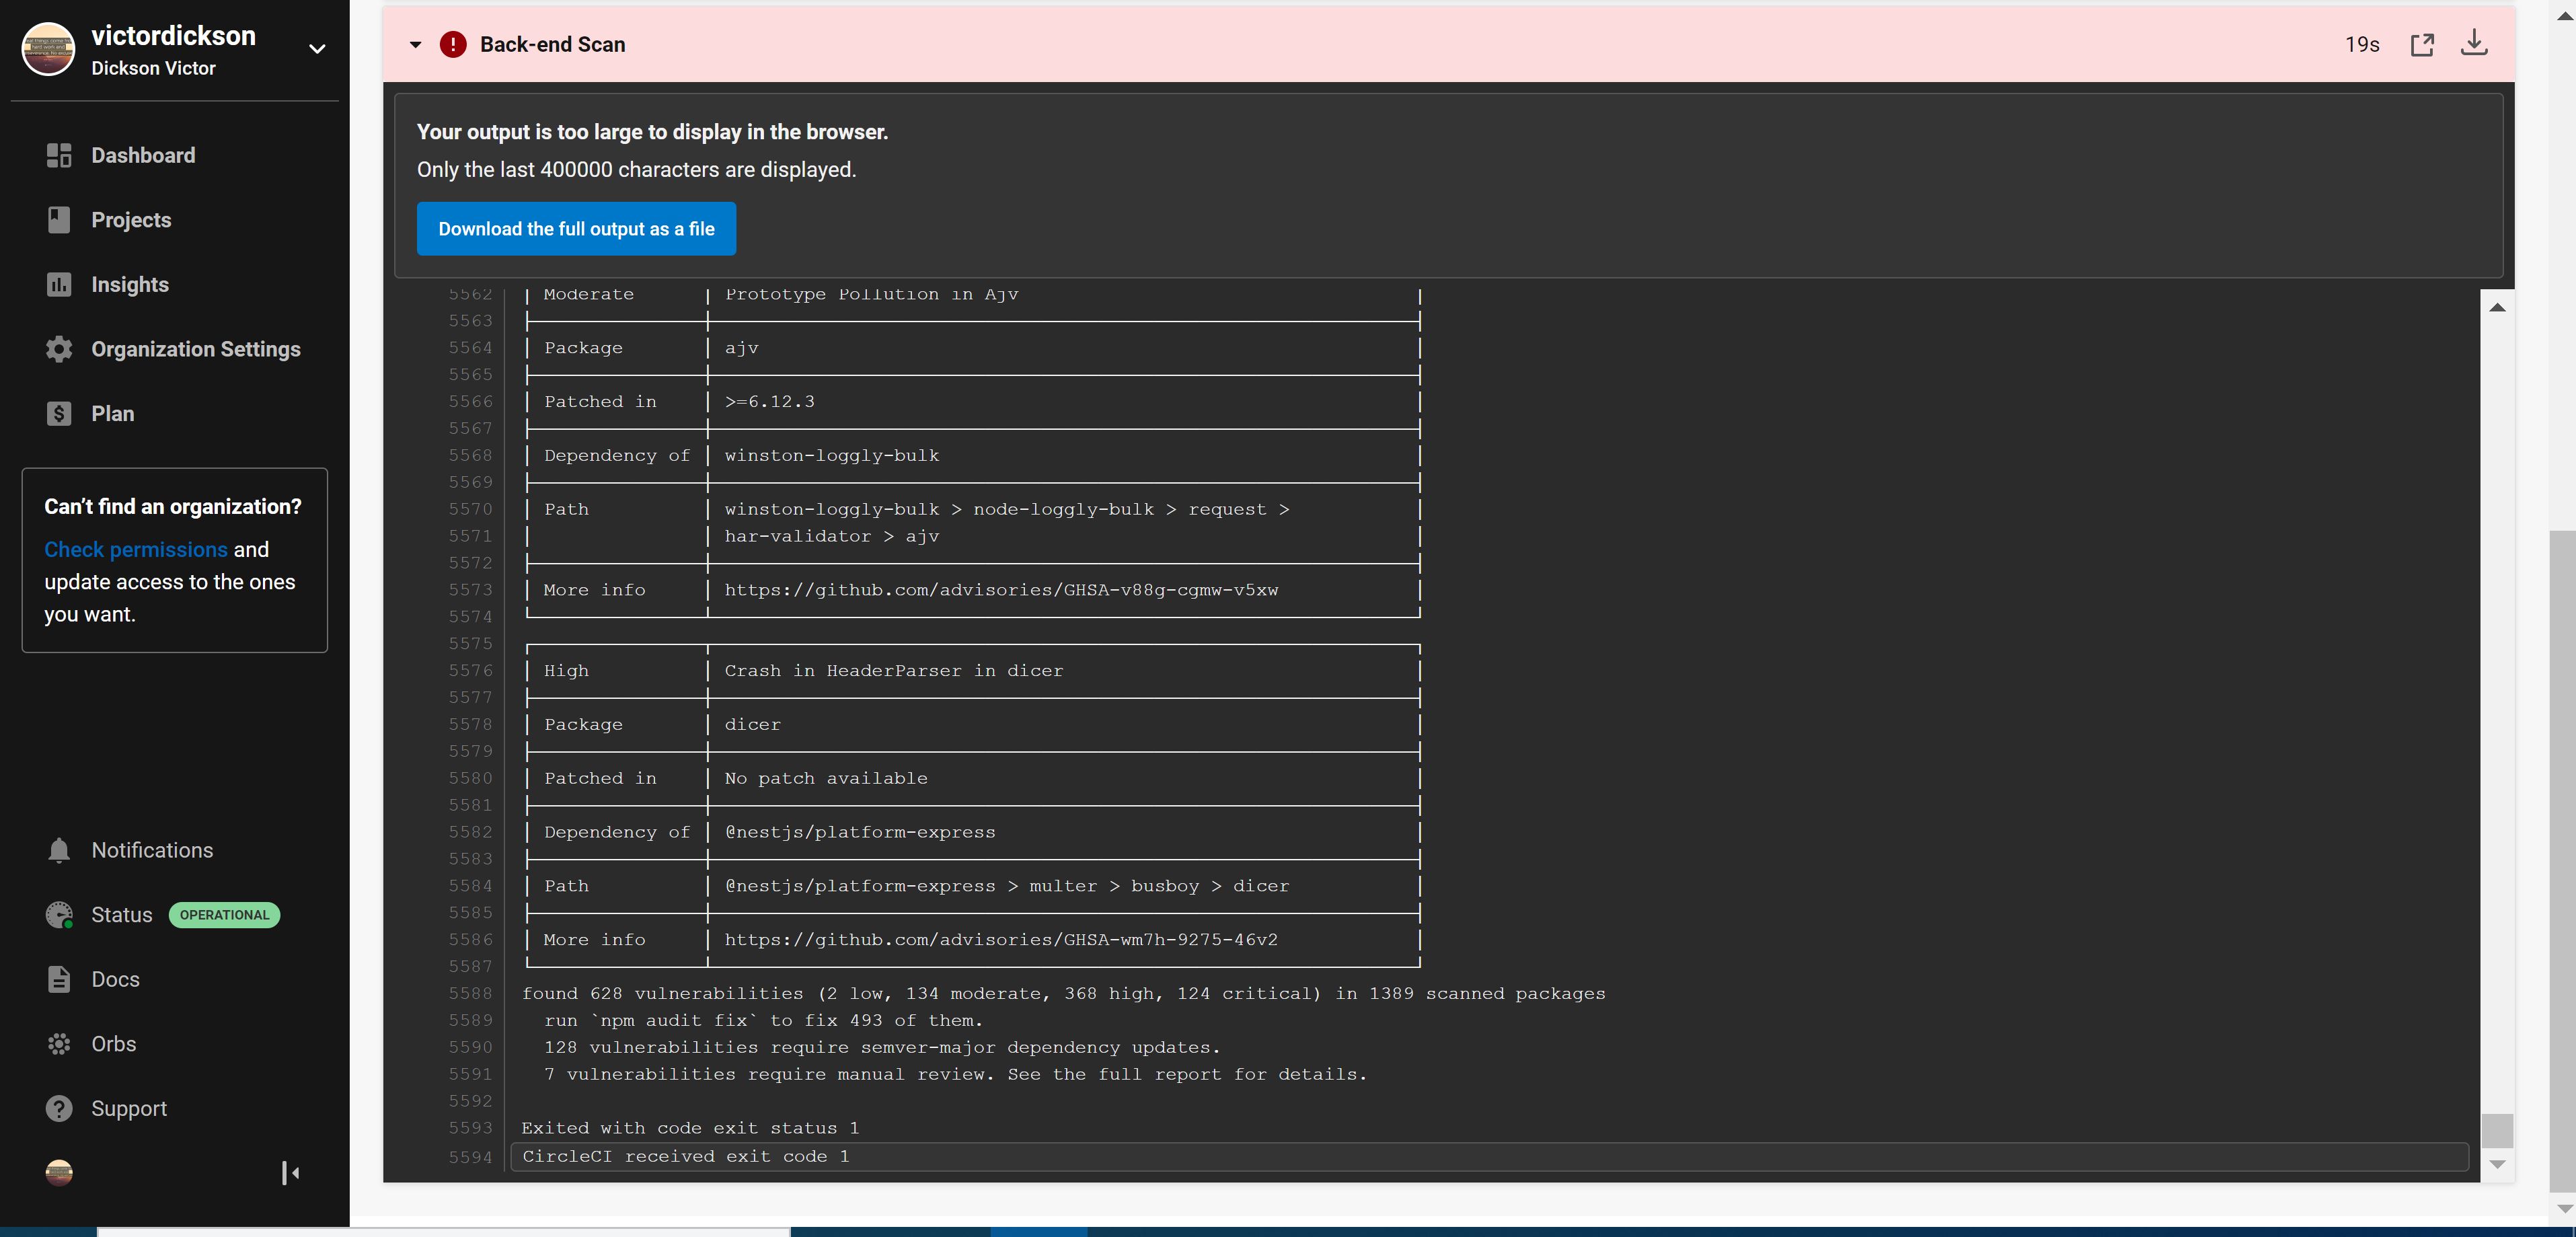 victordickson
Dickson Victor
Dashboard
Projects
Insights
Organization Settings
Plan
Can't find an organization?
Check permissions and
update access to the ones
you want.
Notifications
Status OPERATIONAL
Docs
Orbs
Support
Back-end Scan 19s
Your output is too large to display in the browser.
Only the last 400000 characters are displayed.
Download the full output as a file
5562 | Moderate | Prototype Pollution in Ajv |
5563
5564 | Package | ajv |
5565
5566 | Patched in | >=6.12.3 |
5567
5568 | Dependency of | winston-loggly-bulk |
5569
5570 | Path | winston-loggly-bulk > node-loggly-bulk > request > |
5571 | | har-validator > ajv |
5572
5573 | More info | https://github.com/advisories/GHSA-v88g-cgmw-v5xw |
5574
5575
5576 | High | Crash in HeaderParser in dicer |
5577
5578 | Package | dicer |
5579
5580 | Patched in | No patch available |
5581
5582 | Dependency of | @nestjs/platform-express |
5583
5584 | Path | @nestjs/platform-express > multer > busboy > dicer |
5585
5586 | More info | https://github.com/advisories/GHSA-wm7h-9275-46v2 |
5587
5588 found 628 vulnerabilities (2 low, 134 moderate, 368 high, 124 critical) in 1389 scanned packages
5589 run `npm audit fix` to fix 493 of them.
5590 128 vulnerabilities require semver-major dependency updates.
5591 7 vulnerabilities require manual review. See the full report for details.
5592
5593 Exited with code exit status 1
5594 CircleCI received exit code 1